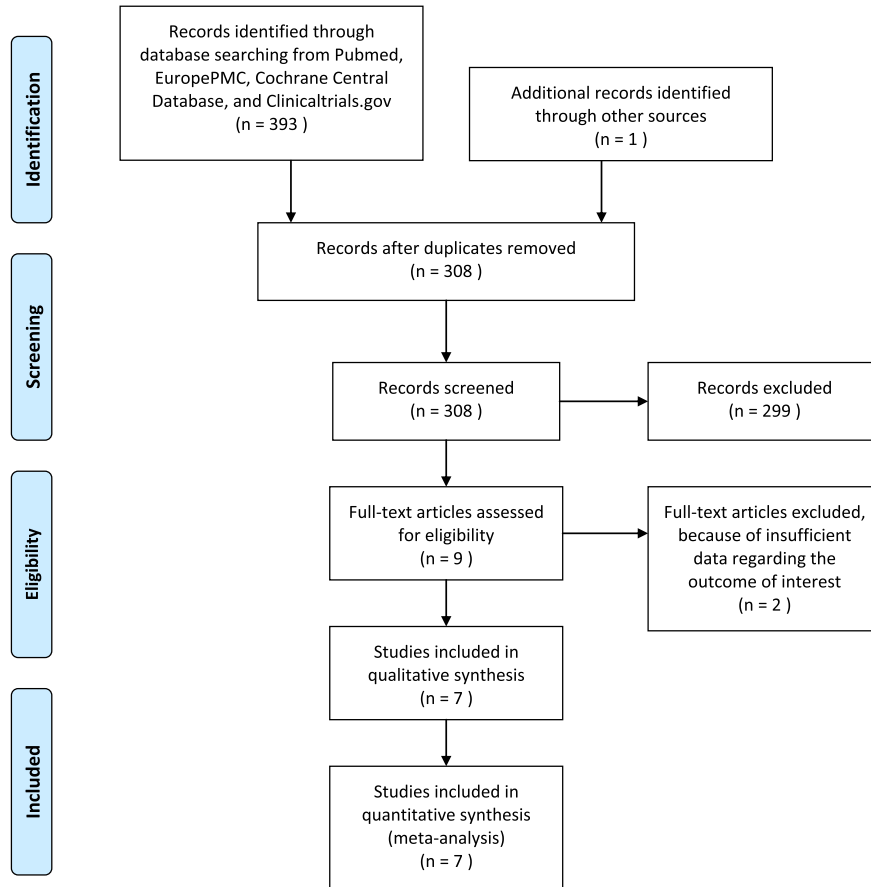 Identification
Records identified through
database searching from Pubmed,
EuropePMC, Cochrane Central
Database, and Clinicaltrials.gov
(n = 393 )
Additional records identified
through other sources
(n = 1 )
Records after duplicates removed
(n = 308 )
Screening
Records screened
(n = 308 )
Records excluded
(n = 299 )
Eligibility
Full-text articles assessed
for eligibility
(n = 9 )
Full-text articles excluded,
because of insufficient
data regarding the
outcome of interest
(n = 2 )
Studies included in
qualitative synthesis
(n = 7 )
Included
Studies included in
quantitative synthesis
(meta-analysis)
(n = 7 )